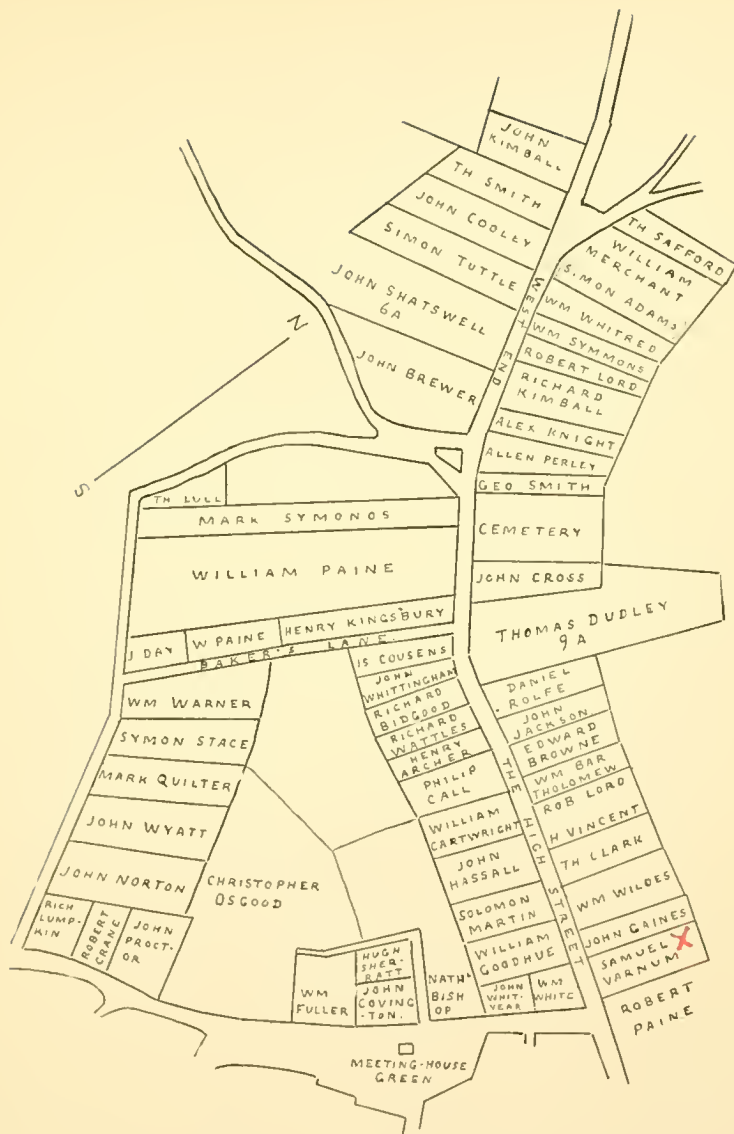 JOHN
KIMBALL
TH SMITH
JOHN COOLEY
SIMON TUTTLE
JOHN SHATSWELL
6A
JOHN BREWER
WEST END
TH SAFFORD
WILLIAM
MERCHANT
SIMON ADAMS
WM WHITRED
WM SYMMONS
ROBERT LORD
RICHARD
KIMBALL
ALEX KNIGHT
ALLEN PERLEY
GEO SMITH
CEMETERY
JOHN CROSS
THOMAS DUDLEY
9A
N
S
TH LULL
MARK SYMONOS
WILLIAM PAINE
J DAY
W PAINE
HENRY KINGSBURY
BAKER'S LANE.
WM WARNER
SYMON STACE
MARK QUILTER
JOHN WYATT
JOHN NORTON
RICH
LUMP-
KIN
ROBERT
CRANE
JOHN
PROCT-
OR
CHRISTOPHER
OSGOOD
IS COUSENS
JOHN
WHITTINGHAM
RICHARD
BIDGOOD
RICHARD
WATTLES
HENRY
ARCHER
PHILIP
CALL
WILLIAM
CARTWRIGHT
JOHN
HASSALL
SOLOMON
MARTIN
WILLIAM
GOODHUE
JOHN
WHIT-
YEAR
WM
WHITE
NATHL
BISH
OP
HUGH
SHER-
RATT
JOHN
COVING
-TON.
WM
FULLER
THE HIGH STREET
DANIEL
ROLFE
JOHN
JACKSON
EDWARD
BROWNE
WM BAR
THOLOMEW
ROB LORD
H VINCENT
TH CLARK
WM WILDES
JOHN GAINES
SAMUEL X
VARNUM
ROBERT
PAINE
MEETING-HOUSE
GREEN